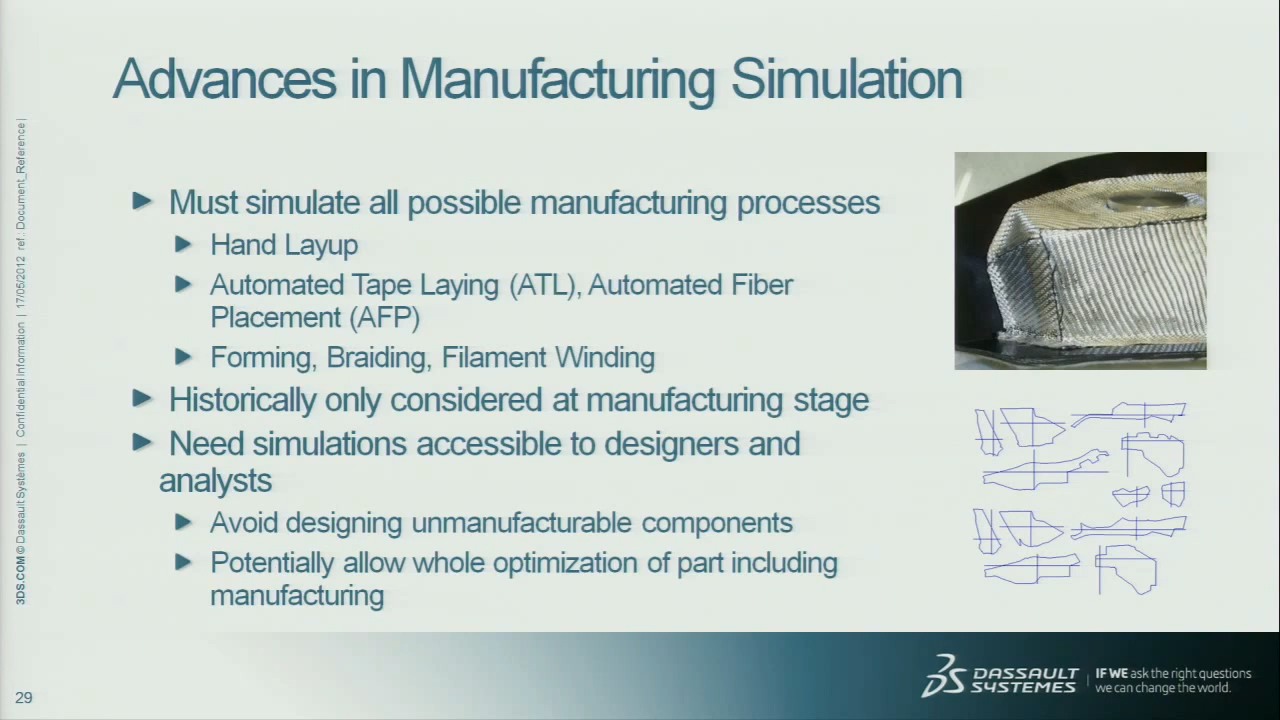 Advances in Manufacturing Simulation
Must simulate all possible manufacturing processes
Hand Layup
Automated Tape Laying (ATL), Automated Fiber
Placement (AFP)
Forming, Braiding, Filament Winding
Historically only considered at manufacturing stage
Need simulations accessible to designers and
analysts
Avoid designing unmanufacturable components
Potentially allow whole optimization of part including
manufacturing
3DS.COM © Dassault Systèmes | Confidential Information | 17/05/2012 ref.: Document_Reference |
29
DASSAULT
SYSTEMES
IF WE ask the right questions
we can change the world.